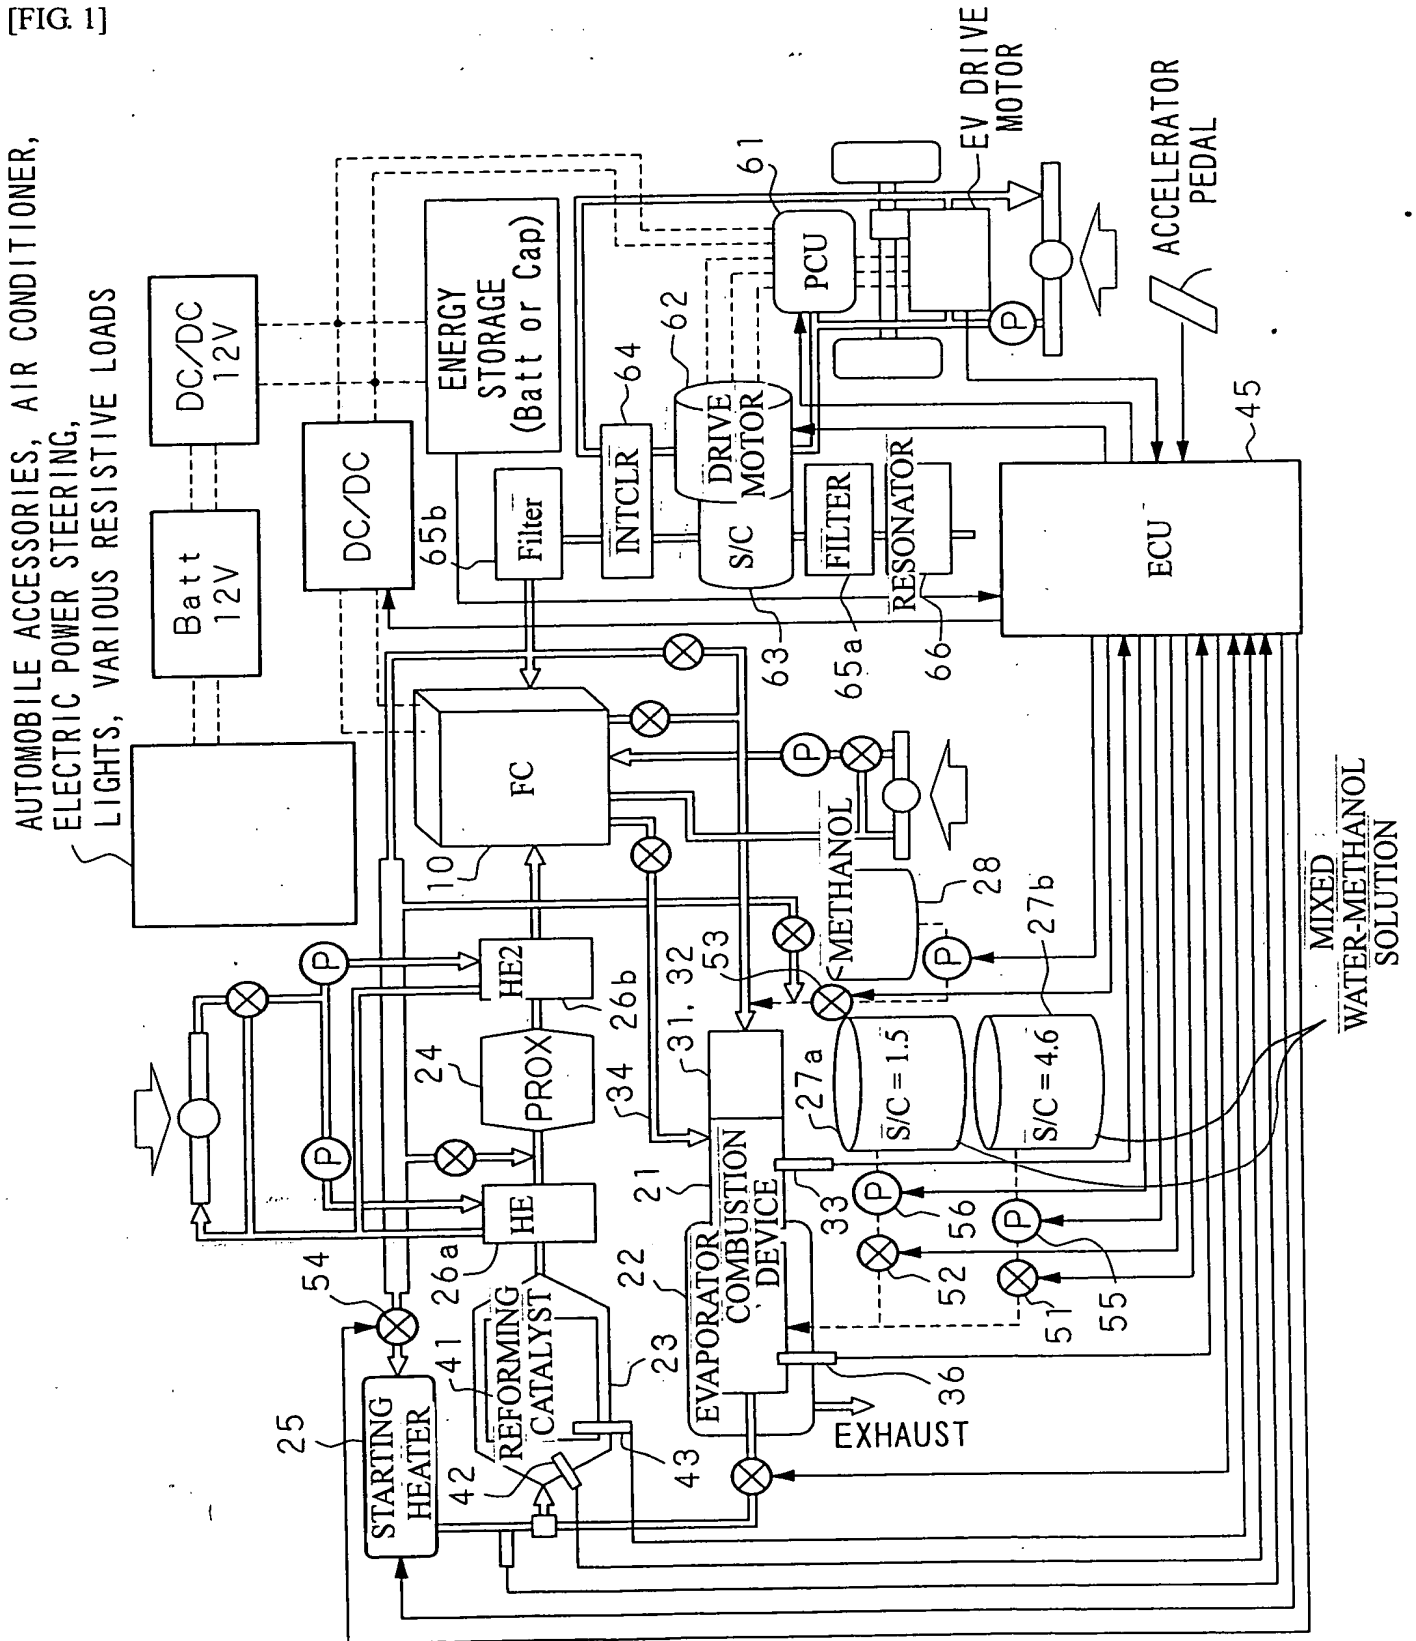 [FIG. 1]
AUTOMOBILE ACCESSORIES, AIR CONDITIONER,
ELECTRIC POWER STEERING,
LIGHTS, VARIOUS RESISTIVE LOADS
Batt
12V
DC/DC
12V
DC/DC
ENERGY
STORAGE
(Batt or Cap)
65b
Filter
64
INTCLR
62
DRIVE
MOTOR
S/C
63
65a
FILTER
RESONATOR
66
61
PCU
EV DRIVE
MOTOR
P
ACCELERATOR
PEDAL
45
ECU
FC
10
P
METHANOL
28
P
53
P
HE2
26b
24
PROX
34
P
HE
26a
54
25
STARTING
HEATER
41
REFORMING
CATALYST
42
43
23
31, 32
21
22
EVAPORATOR
COMBUSTION
DEVICE
33
36
EXHAUST
27a
S/C = 1.5
27b
S/C = 4.6
P
56
52
P
55
51
MIXED
WATER-METHANOL
SOLUTION